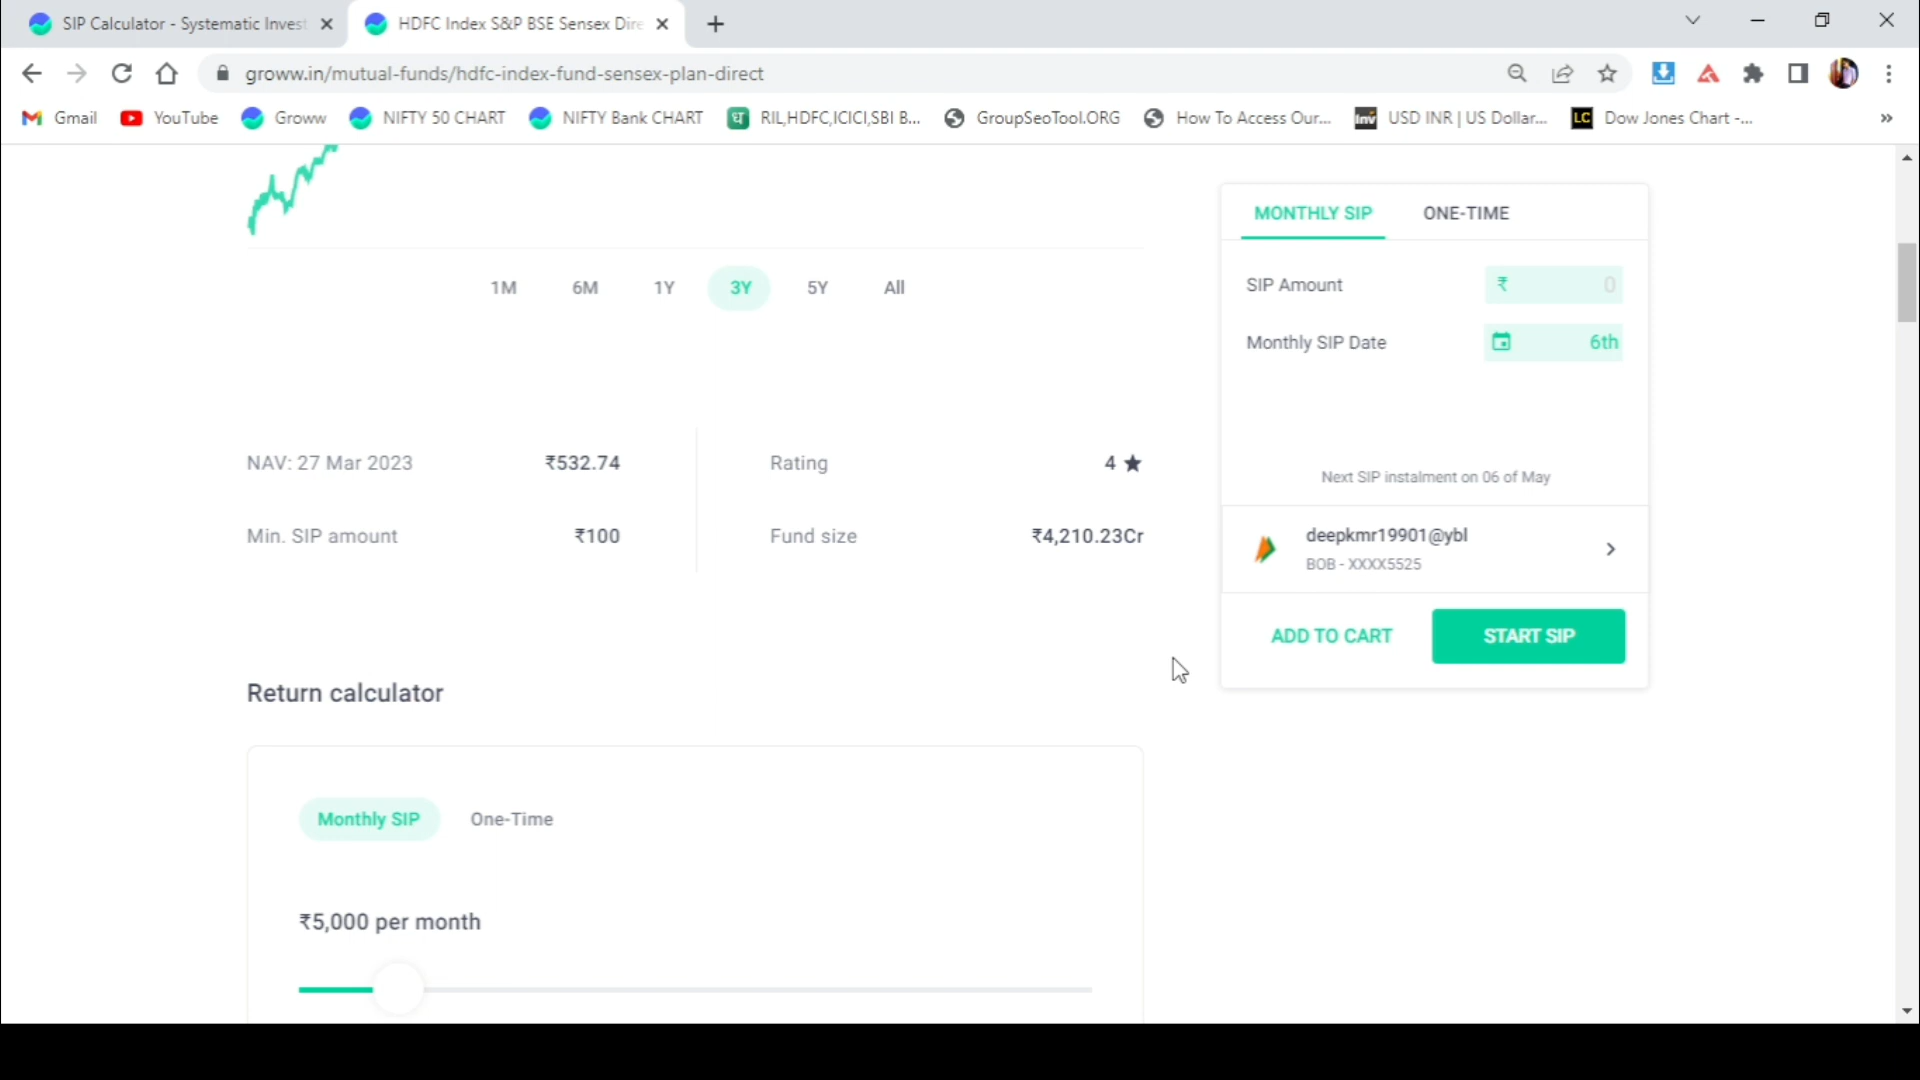 SIP Calculator - Systematic Invest
HDFC Index S&P BSE Sensex Dire
groww.in/mutual-funds/hdfc-index-fund-sensex-plan-direct
Gmail YouTube Groww NIFTY 50 CHART NIFTY Bank CHART घ RIL,HDFC,ICICI,SBI B... GroupSeoTool.ORG How To Access Our... Inv USD INR | US Dollar... LC Dow Jones Chart -... »
1M 6M 1Y 3Y 5Y All
NAV: 27 Mar 2023 ₹532.74
Rating 4 ★
Min. SIP amount ₹100
Fund size ₹4,210.23Cr
Return calculator
Monthly SIP One-Time
₹5,000 per month
MONTHLY SIP ONE-TIME
SIP Amount ₹ 0
Monthly SIP Date 6th
Next SIP instalment on 06 of May
deepkmr19901@ybl
BOB - XXXX5525
ADD TO CART START SIP